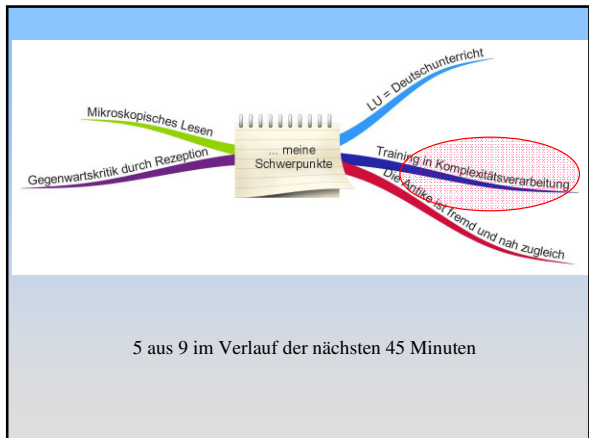 LU = Deutschunterricht
Mikroskopisches Lesen
... meine
Schwerpunkte
Training in Komplexitätsverarbeitung
Gegenwartskritik durch Rezeption
Die Antike ist fremd und nah zugleich
5 aus 9 im Verlauf der nächsten 45 Minuten